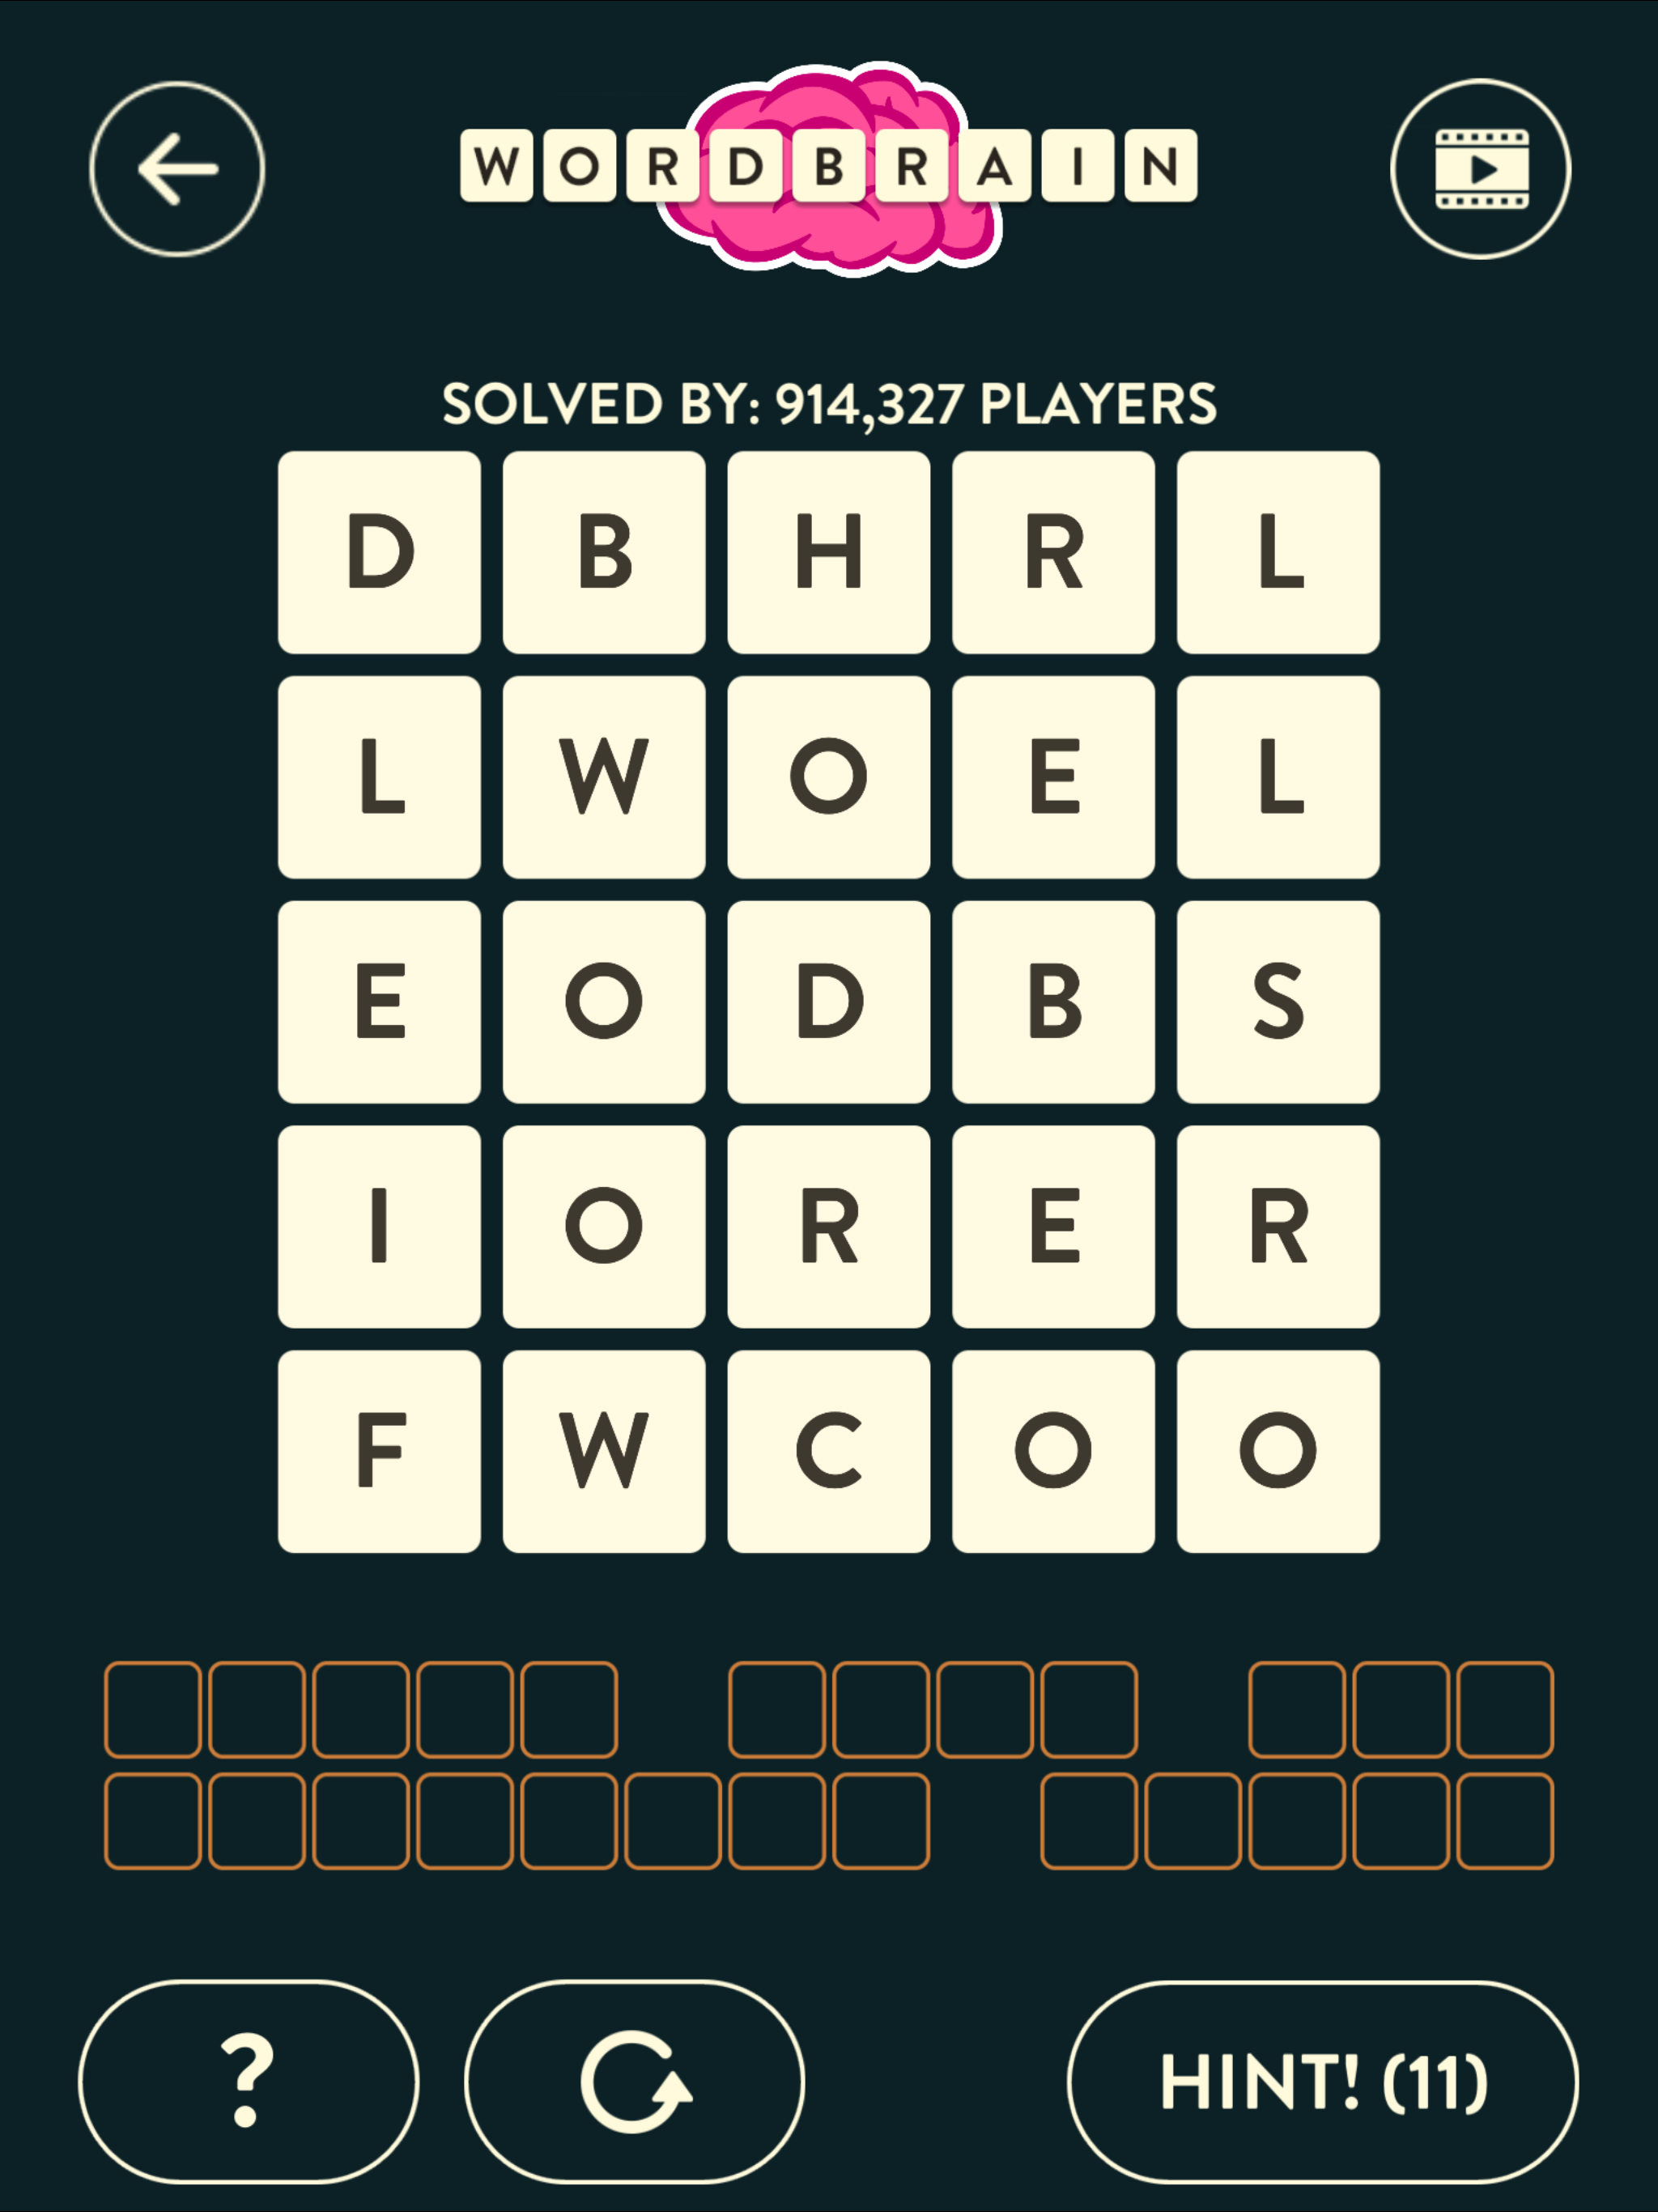 WORDBRAIN
SOLVED BY: 914,327 PLAYERS
D B H R L
L W O E L
E O D B S
I O R E R
F W C O O
? HINT! (11)